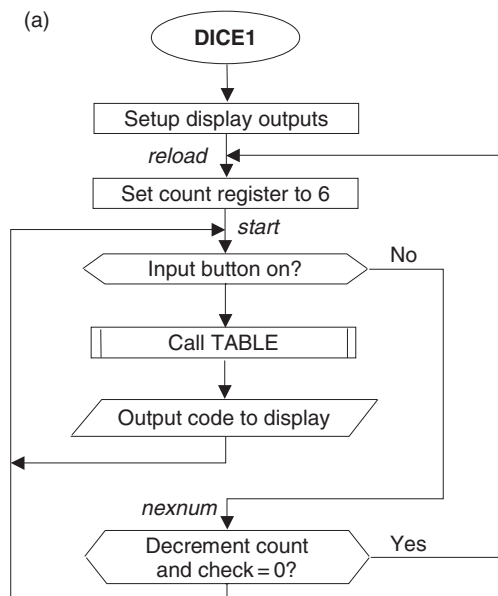 (a)
DICE1
Setup display outputs
reload
Set count register to 6
start
Input button on?
No
Call TABLE
Output code to display
nexnum
Decrement count
and check = 0?
Yes